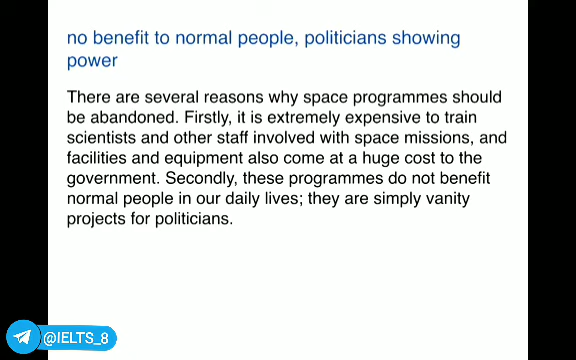 no benefit to normal people, politicians showing
power
There are several reasons why space programmes should
be abandoned. Firstly, it is extremely expensive to train
scientists and other staff involved with space missions, and
facilities and equipment also come at a huge cost to the
government. Secondly, these programmes do not benefit
normal people in our daily lives; they are simply vanity
projects for politicians.
@IELTS_8